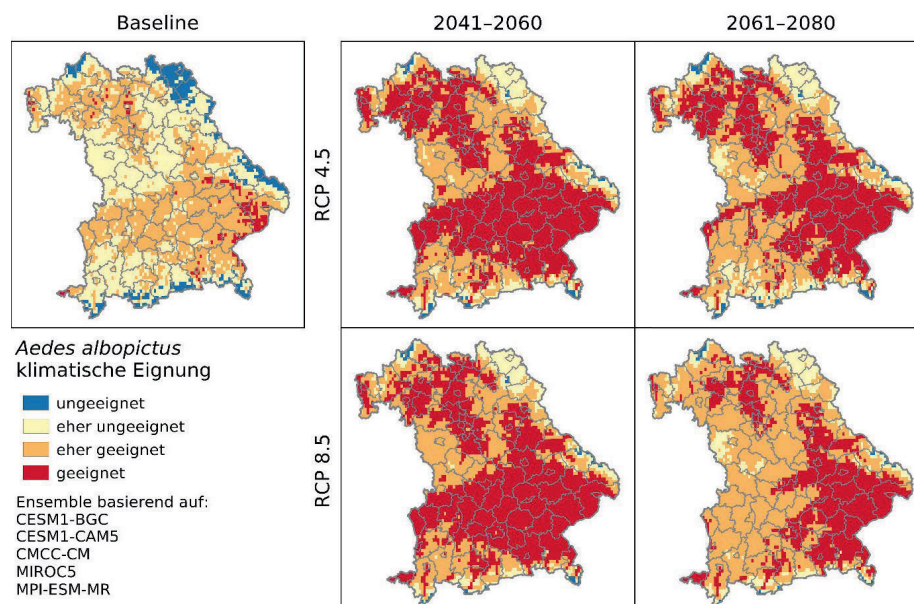 Baseline
2041–2060
2061–2080
RCP 4.5
RCP 8.5
Aedes albopictus
klimatische Eignung
ungeeignet
eher ungeeignet
eher geeignet
geeignet
Ensemble basierend auf:
CESM1-BGC
CESM1-CAM5
CMCC-CM
MIROC5
MPI-ESM-MR